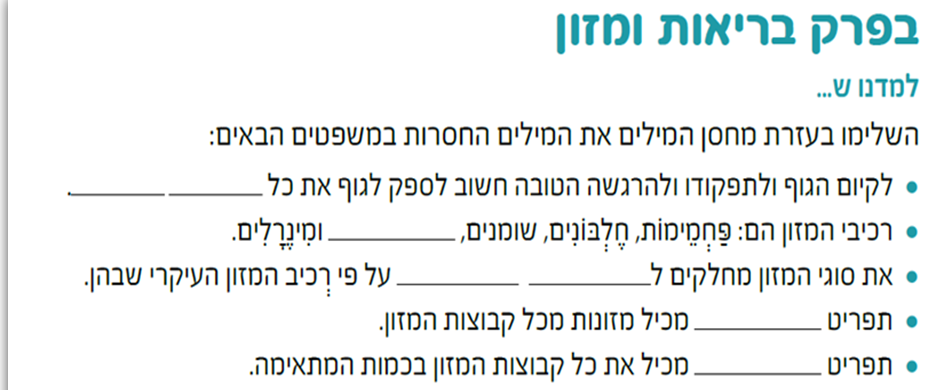 בפרק בריאות ומזון
למדנו ש...
השלימו בעזרת מחסן המילים את המילים החסרות במשפטים הבאים:
• לקיום הגוף ולתפקודו ולהרגשה הטובה חשוב לספק לגוף את כל ________ ________.
• רכיבי המזון הם: פַּחְמֵימוֹת, חֶלְבּוֹנִים, שומנים, ________ ומִינֶרָלִים.
• את סוגי המזון מחלקים ל________ ________ על פי רְכיב המזון העיקרי שבהן.
• תפריט ________ מכיל מזונות מכל קבוצות המזון.
• תפריט ________ מכיל את כל קבוצות המזון בכמות המתאימה.